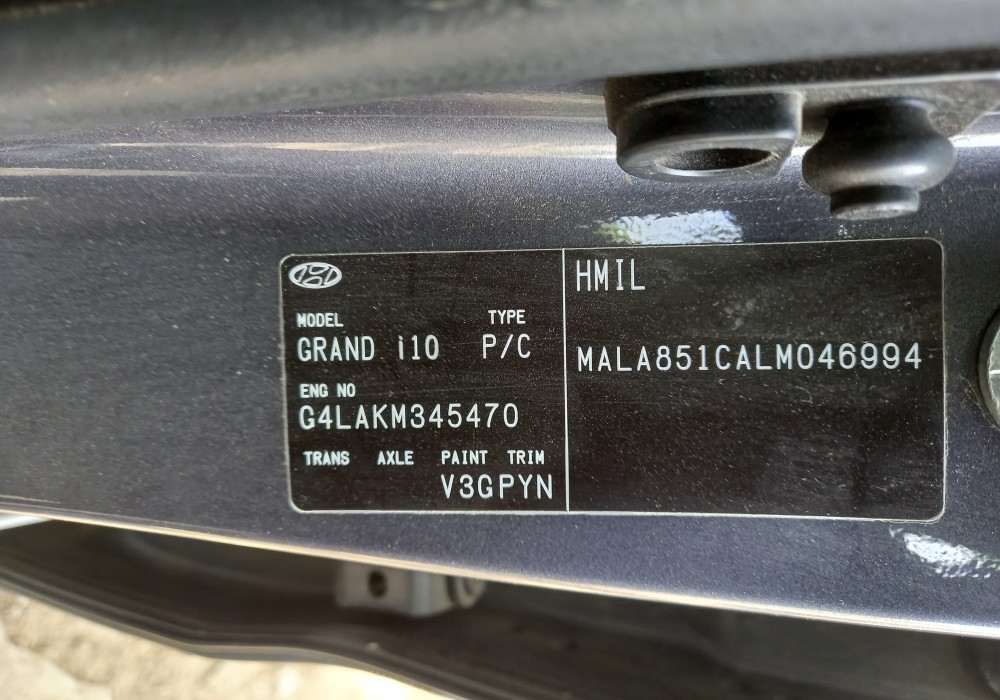 MODEL TYPE
GRAND i10 P/C
ENG NO
G4LAKM345470
TRANS AXLE PAINT TRIM
V3GPYN
HMIL
MALA851CALM046994